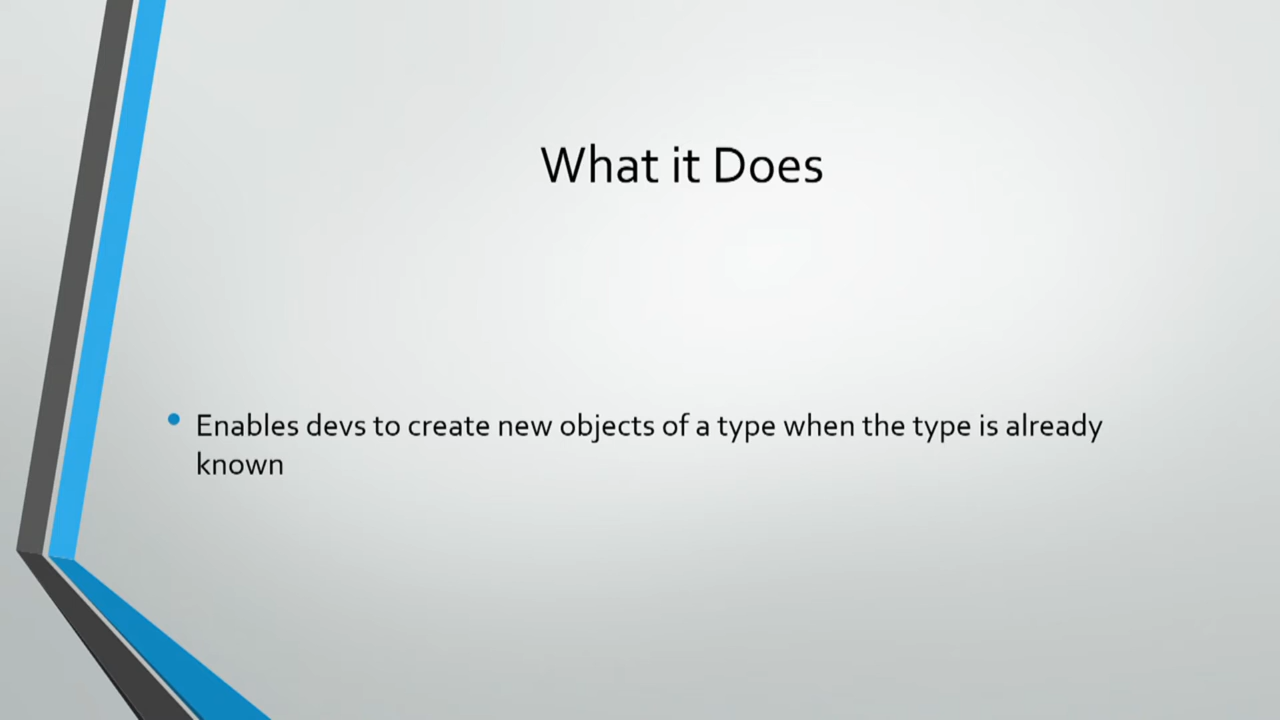 What it Does
Enables devs to create new objects of a type when the type is already
known